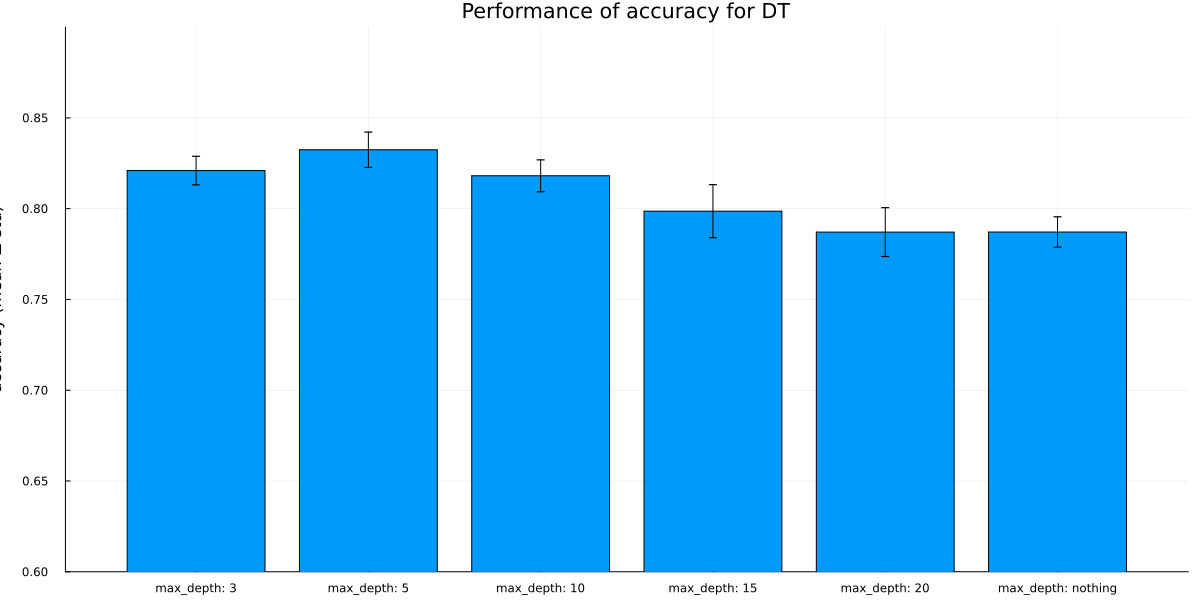 Performance of accuracy for DT
0.85
0.80
0.75
0.70
0.65
0.60
max_depth: 3
max_depth: 5
max_depth: 10
max_depth: 15
max_depth: 20
max_depth: nothing